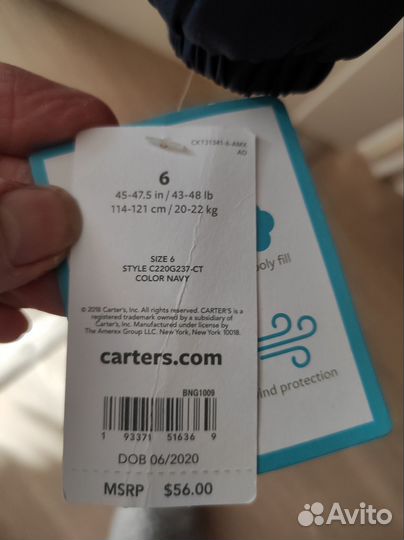 CKT31341-6-AMX
AO
6
45-47.5 in / 43-48 lb
114-121 cm / 20-22 kg
SIZE 6
STYLE C220G237-CT
COLOR NAVY
© 2018 Carter's, Inc. All rights reserved. CARTER'S is a
registered trademark owned by a subsidiary of
Carter's, Inc. Manufactured under license by
The Amerex Group LLC. New York, New York 10018.
carters.com
BNG1009
1 93371 51636 9
DOB 06/2020
MSRP $56.00
poly fill
ind protection
Avito